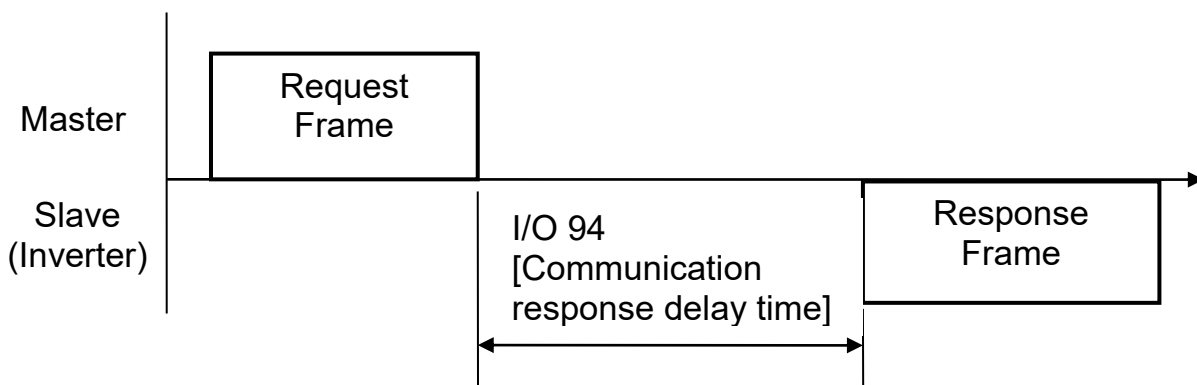 Request
Frame
Master
Slave
(Inverter)
I/O 94
[Communication
response delay time]
Response
Frame